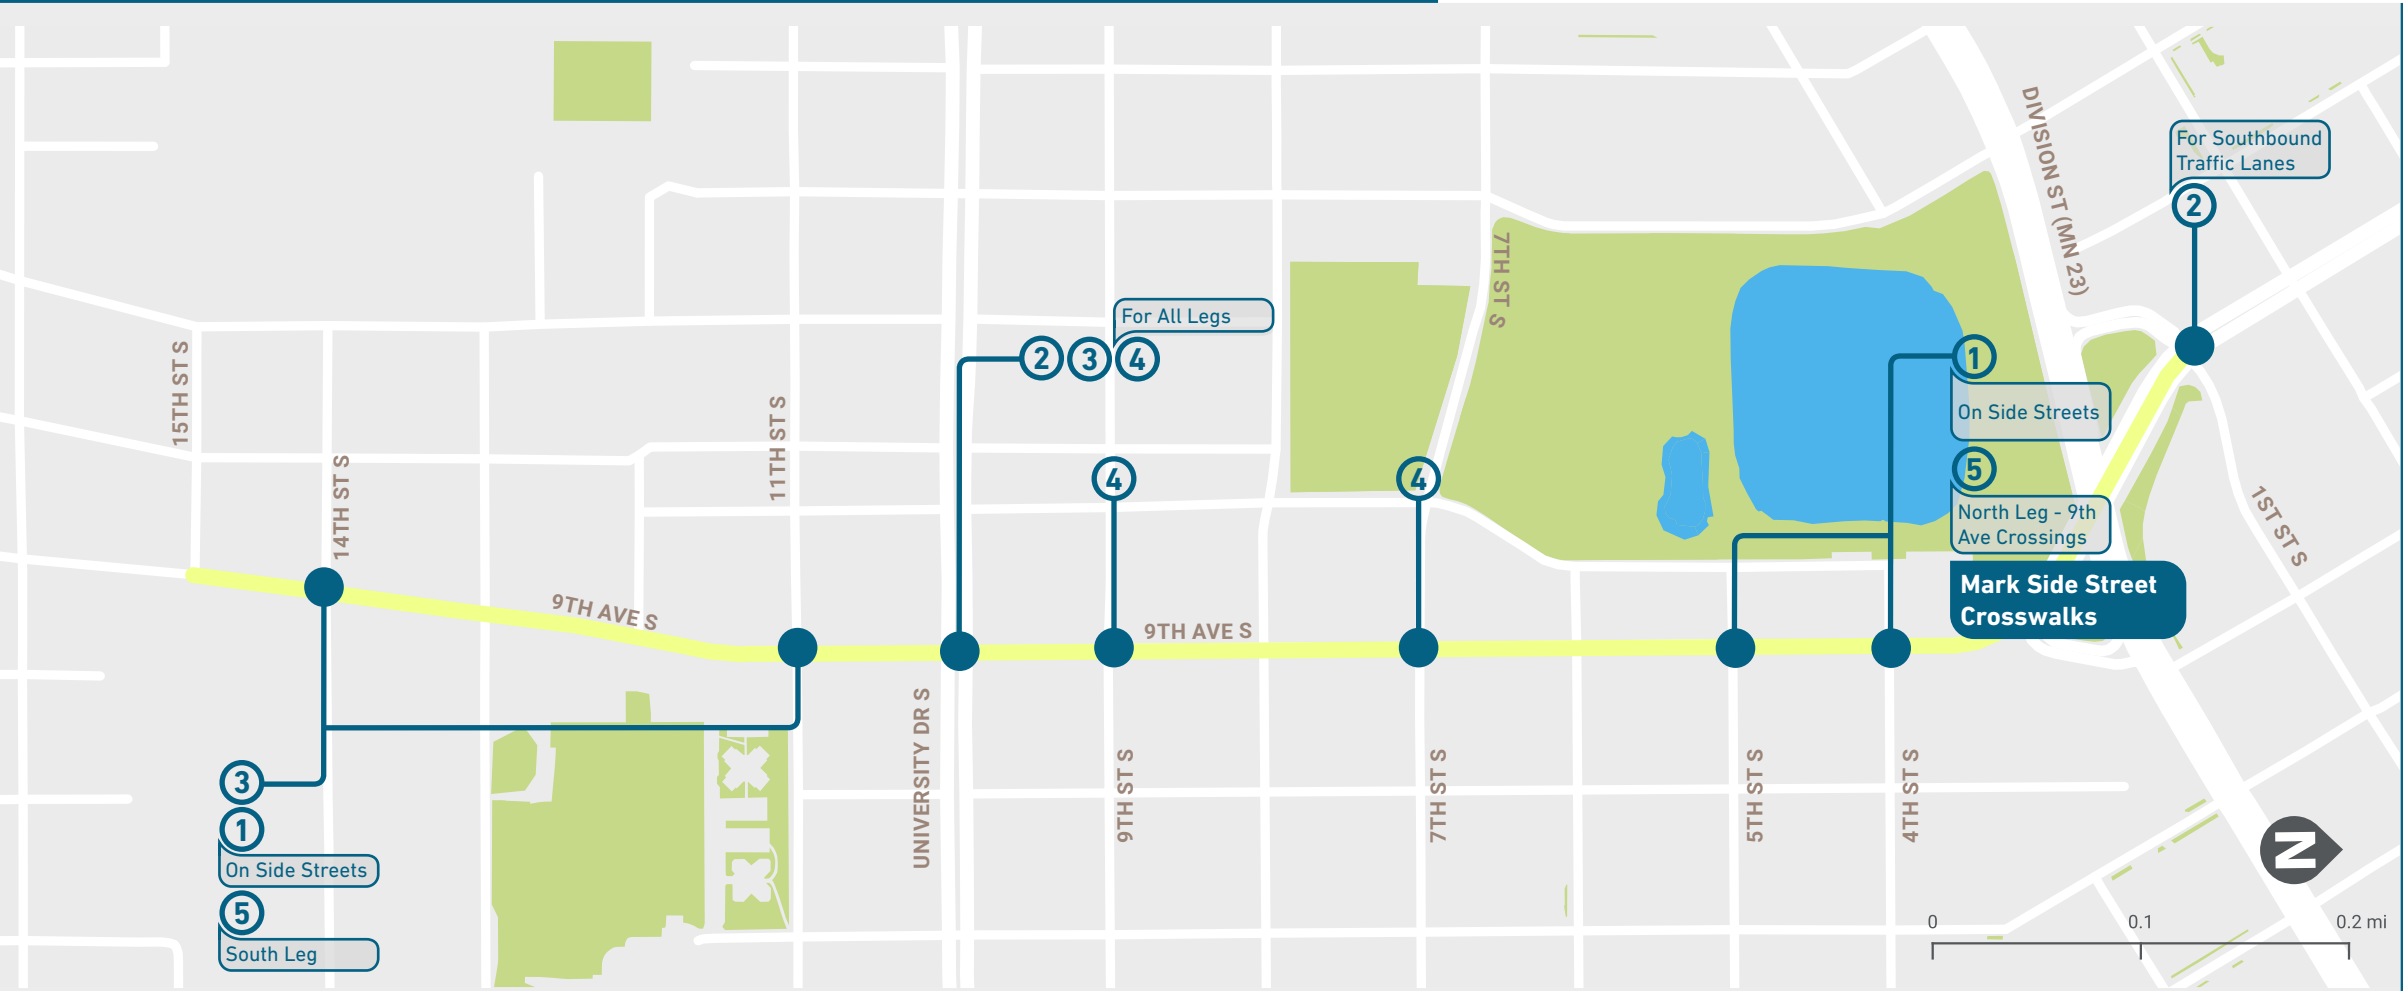 DIVISION ST (MN 23)
For Southbound
Traffic Lanes
2
7TH ST S
For All Legs
2 3 4
15TH ST S
14TH ST S
11TH ST S
4
4
1
On Side Streets
5
North Leg - 9th
Ave Crossings
Mark Side Street
Crosswalks
1ST ST S
9TH AVE S
9TH AVE S
UNIVERSITY DR S
9TH ST S
7TH ST S
5TH ST S
4TH ST S
3
1
On Side Streets
5
South Leg
N
0 0.1 0.2 mi